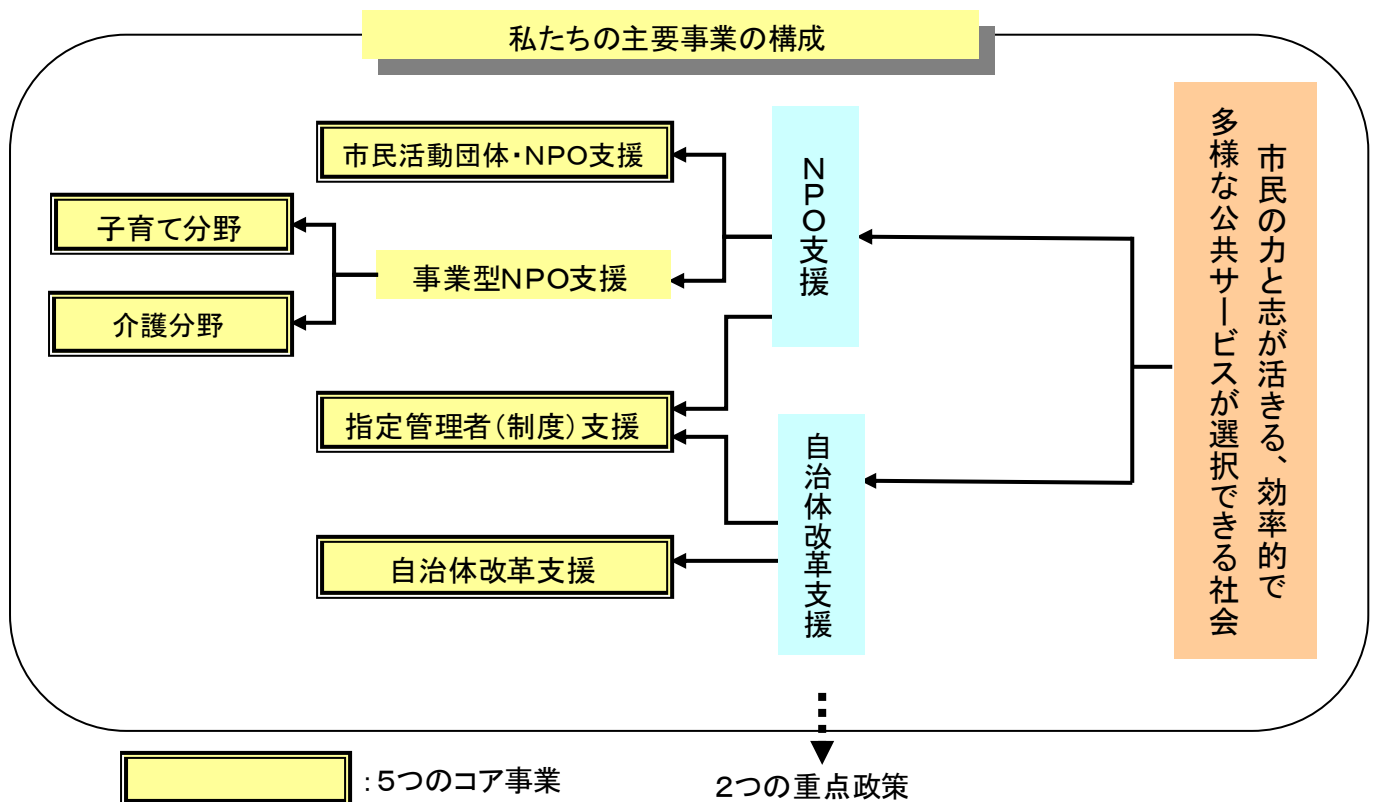 私たちの主要事業の構成
市民の力と志が活きる、効率的で
多様な公共サービスが選択できる社会
NPO支援
自治体改革支援
市民活動団体・NPO支援
事業型NPO支援
子育て分野
介護分野
指定管理者(制度)支援
自治体改革支援
:5つのコア事業
2つの重点政策